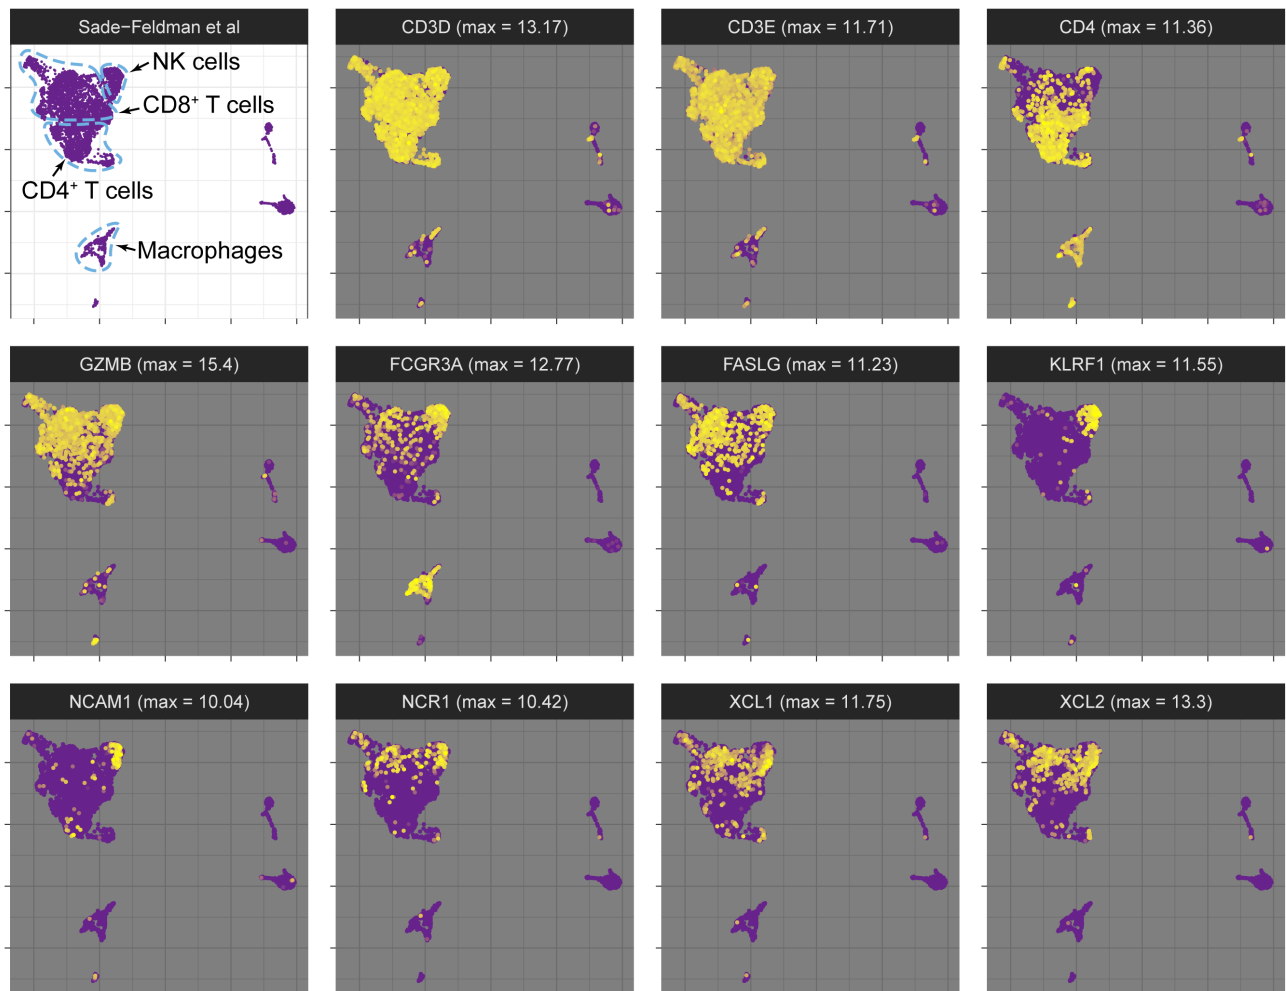 Sade−Feldman et al
CD3D (max = 13.17)
CD3E (max = 11.71)
CD4 (max = 11.36)
NK cells
CD8⁺ T cells
CD4⁺ T cells
Macrophages
GZMB (max = 15.4)
FCGR3A (max = 12.77)
FASLG (max = 11.23)
KLRF1 (max = 11.55)
NCAM1 (max = 10.04)
NCR1 (max = 10.42)
XCL1 (max = 11.75)
XCL2 (max = 13.3)